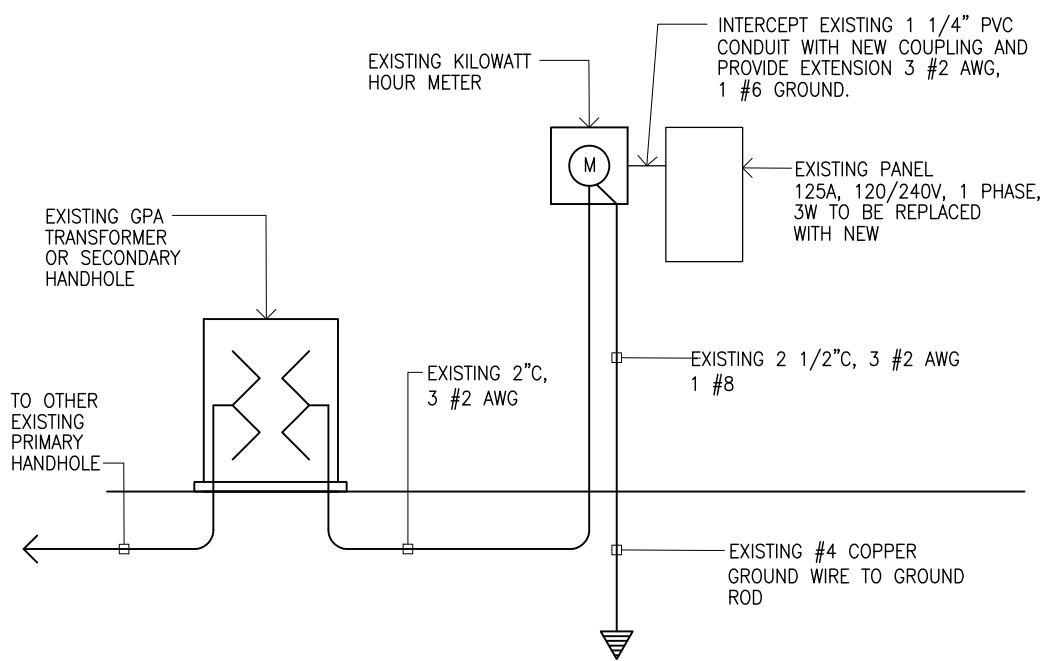 INTERCEPT EXISTING 1 1/4" PVC
CONDUIT WITH NEW COUPLING AND
PROVIDE EXTENSION 3 #2 AWG,
1 #6 GROUND.
EXISTING KILOWATT
HOUR METER
M
EXISTING PANEL
125A, 120/240V, 1 PHASE,
3W TO BE REPLACED
WITH NEW
EXISTING GPA
TRANSFORMER
OR SECONDARY
HANDHOLE
EXISTING 2"C,
3 #2 AWG
EXISTING 2 1/2"C, 3 #2 AWG
1 #8
TO OTHER
EXISTING
PRIMARY
HANDHOLE
EXISTING #4 COPPER
GROUND WIRE TO GROUND
ROD